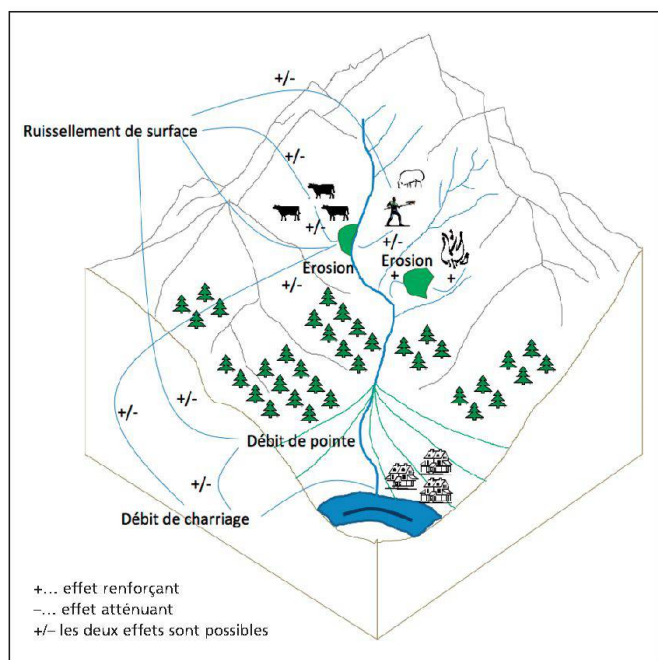 +/-
Ruissellement de surface
+/-
+/-
+/-
Erosion
Erosion
+
+
+/-
+/-
+/-
Débit de pointe
+/-
Débit de charriage
+... effet renforçant
–... effet atténuant
+/– les deux effets sont possibles